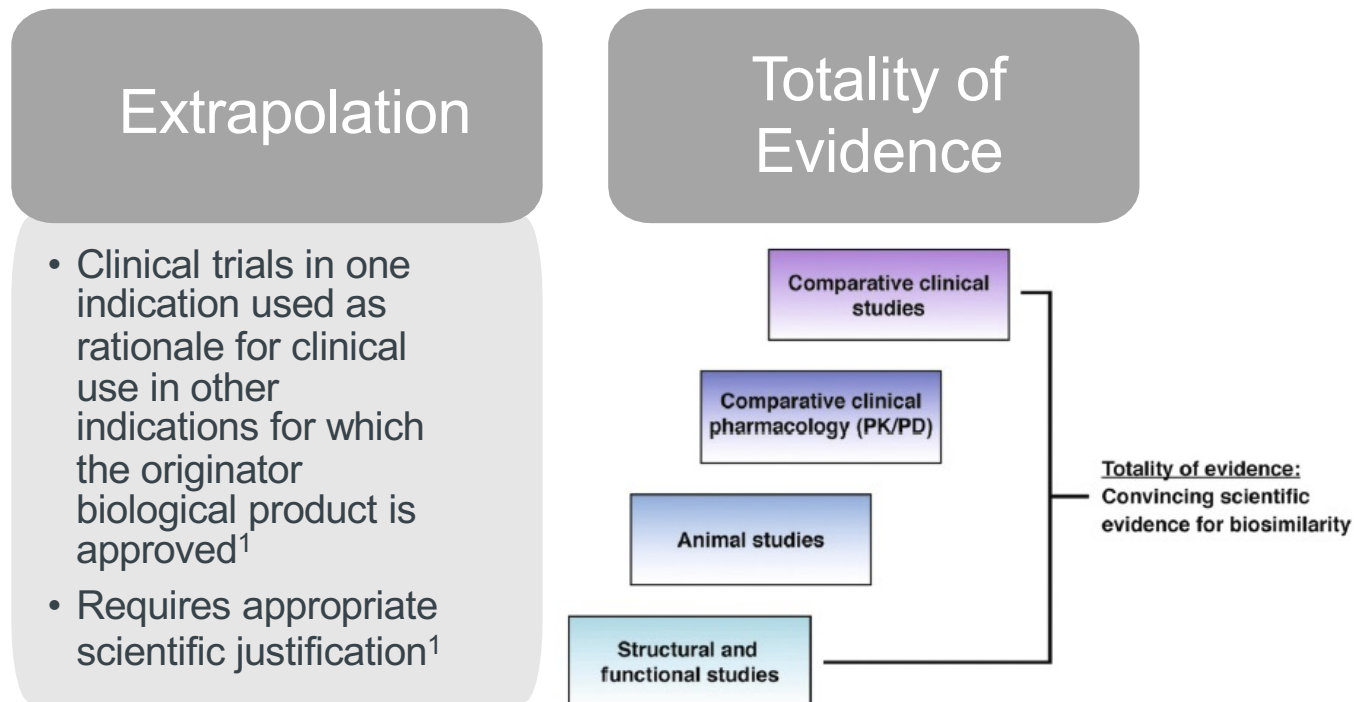 Extrapolation
• Clinical trials in one
indication used as
rationale for clinical
use in other
indications for which
the originator
biological product is
approved¹
• Requires appropriate
scientific justification¹
Totality of
Evidence
Comparative clinical
studies
Comparative clinical
pharmacology (PK/PD)
Animal studies
Structural and
functional studies
Totality of evidence:
Convincing scientific
evidence for biosimilarity